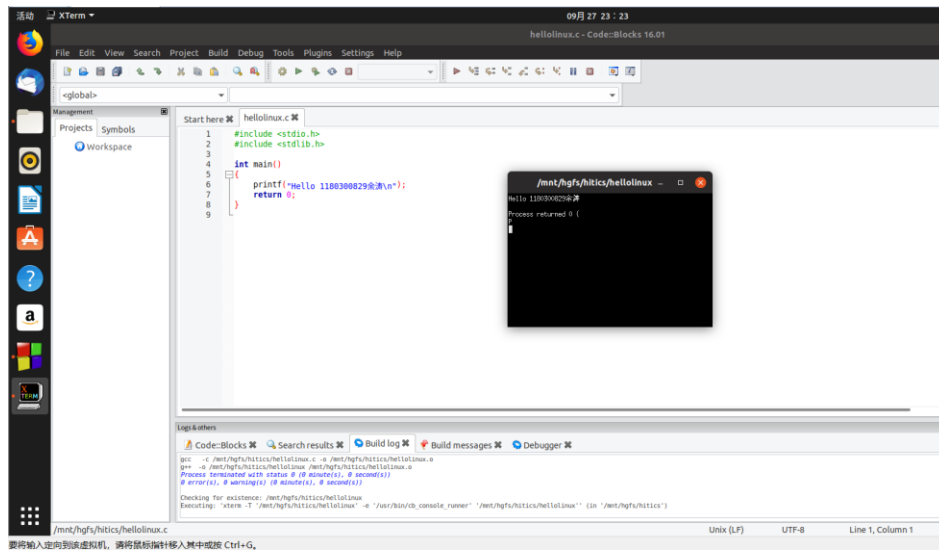 活动 XTerm 09月 27 23：23
hellolinux.c - Code::Blocks 16.01
File Edit View Search Project Build Debug Tools Plugins Settings Help
<global>
Management
Projects Symbols
Workspace
Start here hellolinux.c
1 #include <stdio.h>
2 #include <stdlib.h>
3
4 int main()
5 {
6 printf("Hello 1180300829余涛\n");
7 return 0;
8 }
9
/mnt/hgfs/hitics/hellolinux
Hello 1180300829余涛
Process returned 0 (
P
a
X
TERM
Logs & others
Code::Blocks Search results Build log Build messages Debugger
gcc -c /mnt/hgfs/hitics/hellolinux.c -o /mnt/hgfs/hitics/hellolinux.o
g++ -o /mnt/hgfs/hitics/hellolinux /mnt/hgfs/hitics/hellolinux.o
Process terminated with status 0 (0 minute(s), 0 second(s))
0 error(s), 0 warning(s) (0 minute(s), 0 second(s))
Checking for existence: /mnt/hgfs/hitics/hellolinux
Executing: 'xterm -T '/mnt/hgfs/hitics/hellolinux' -e '/usr/bin/cb_console_runner' '/mnt/hgfs/hitics/hellolinux'' (in '/mnt/hgfs/hitics')
/mnt/hgfs/hitics/hellolinux.c Unix (LF) UTF-8 Line 1, Column 1
要将输入定向到该虚拟机，请将鼠标指针移入其中或按 Ctrl+G。